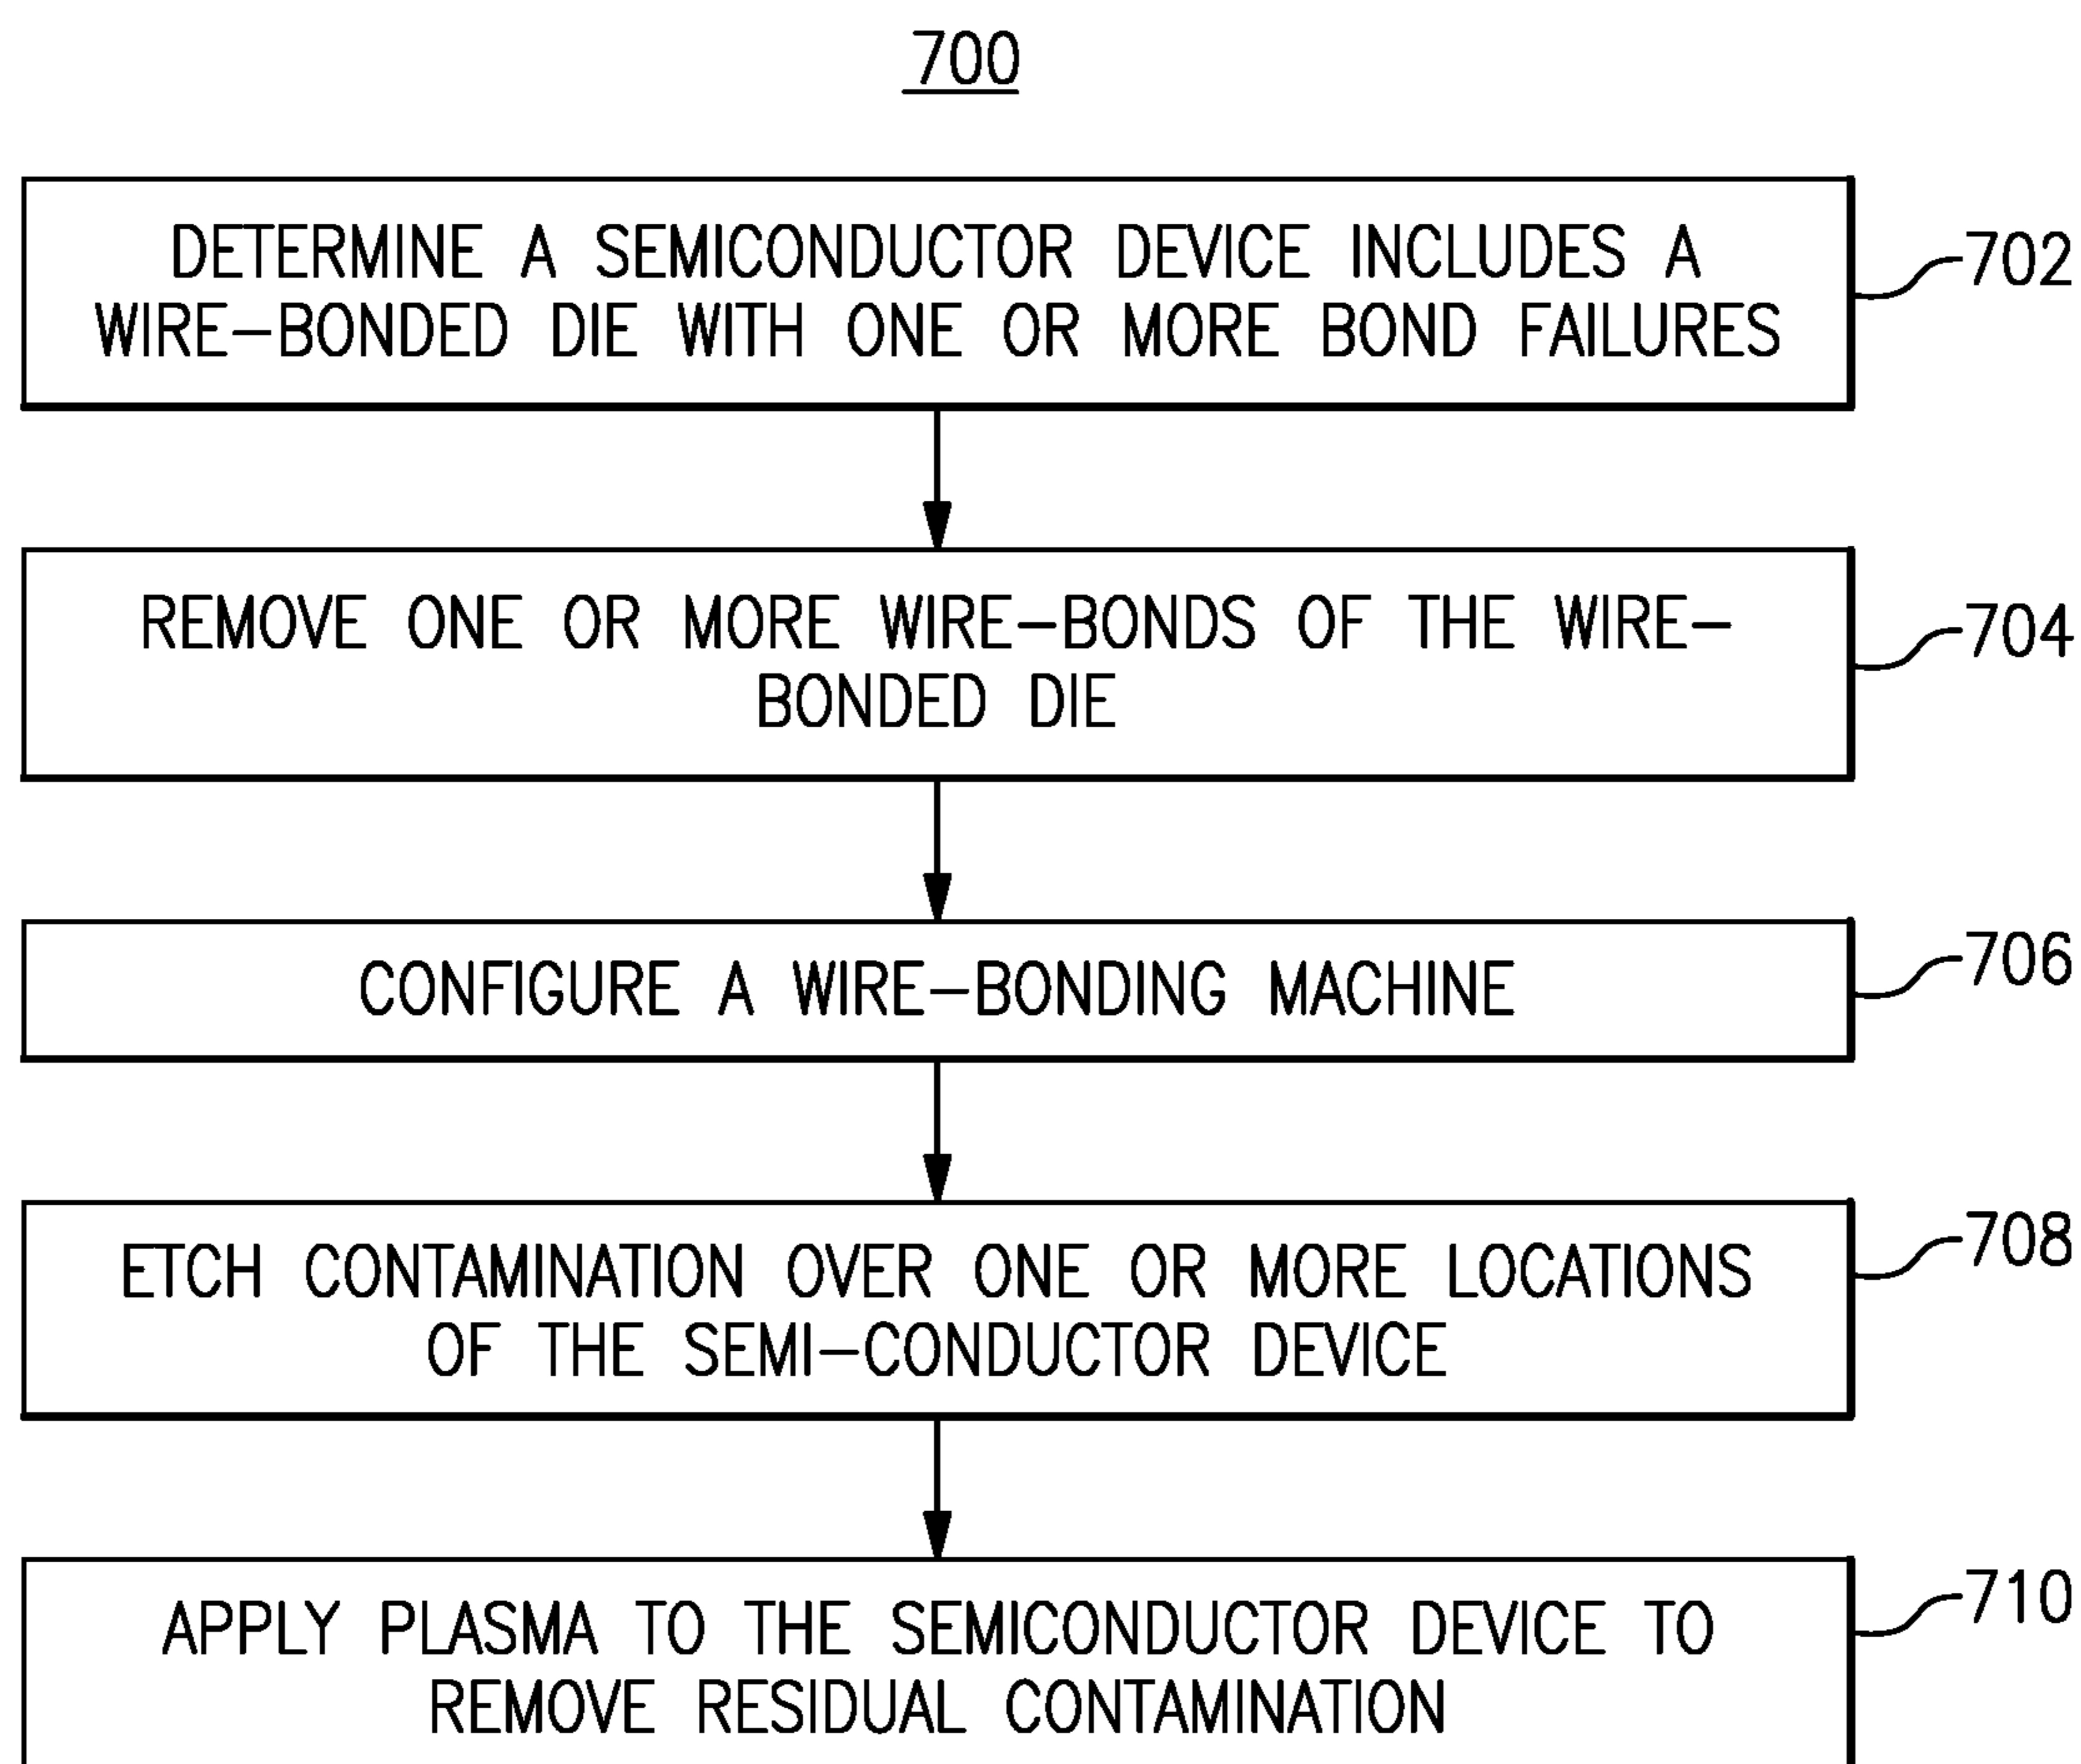 700
DETERMINE A SEMICONDUCTOR DEVICE INCLUDES A
WIRE-BONDED DIE WITH ONE OR MORE BOND FAILURES
702
REMOVE ONE OR MORE WIRE-BONDS OF THE WIRE-
BONDED DIE
704
CONFIGURE A WIRE-BONDING MACHINE
706
ETCH CONTAMINATION OVER ONE OR MORE LOCATIONS
OF THE SEMI-CONDUCTOR DEVICE
708
APPLY PLASMA TO THE SEMICONDUCTOR DEVICE TO
REMOVE RESIDUAL CONTAMINATION
710